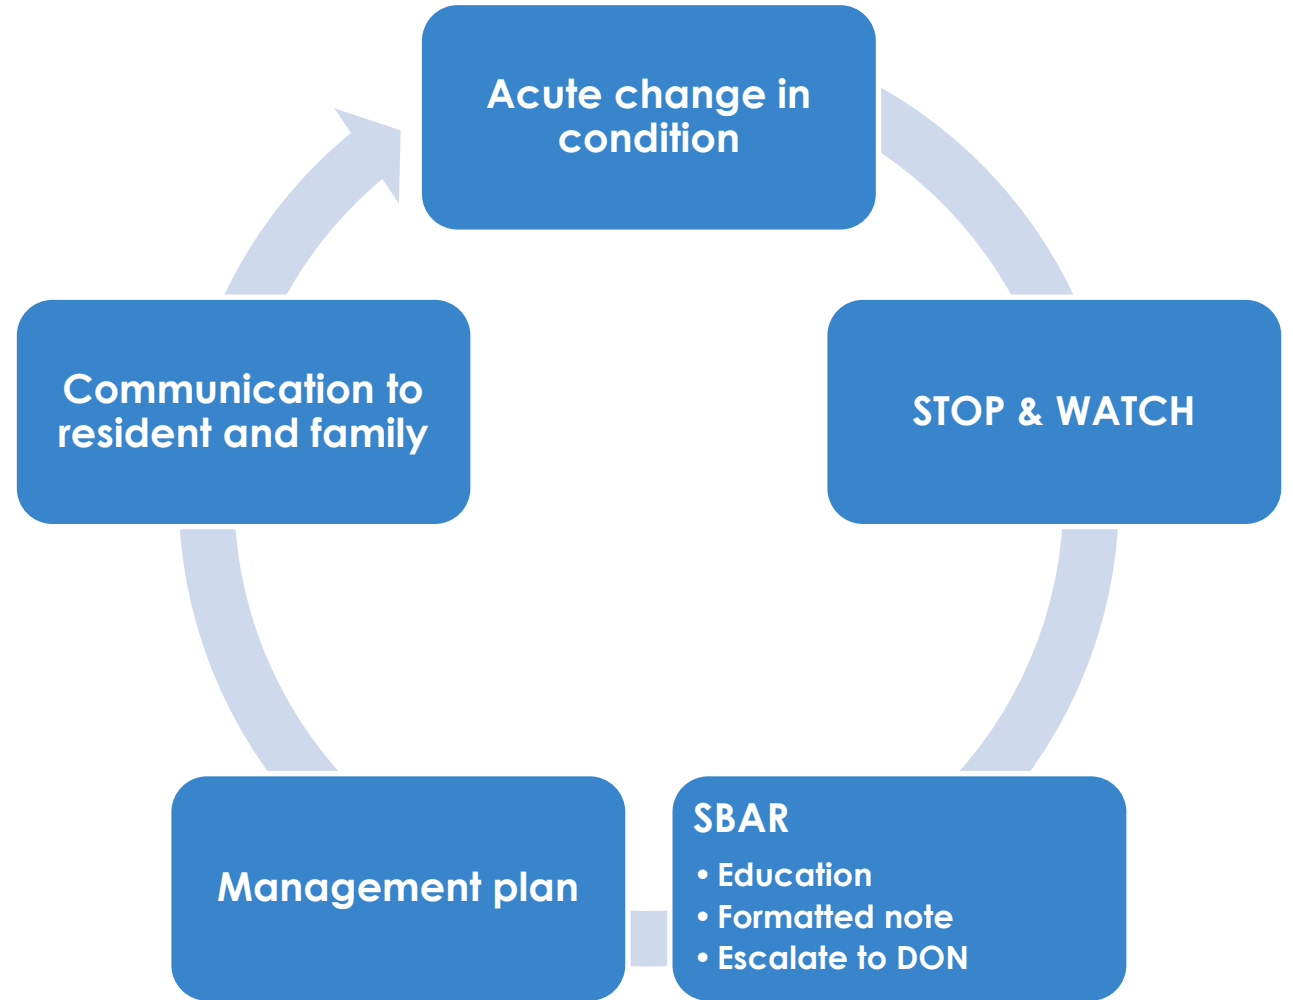 Acute change in
condition
STOP & WATCH
SBAR
• Education
• Formatted note
• Escalate to DON
Management plan
Communication to
resident and family